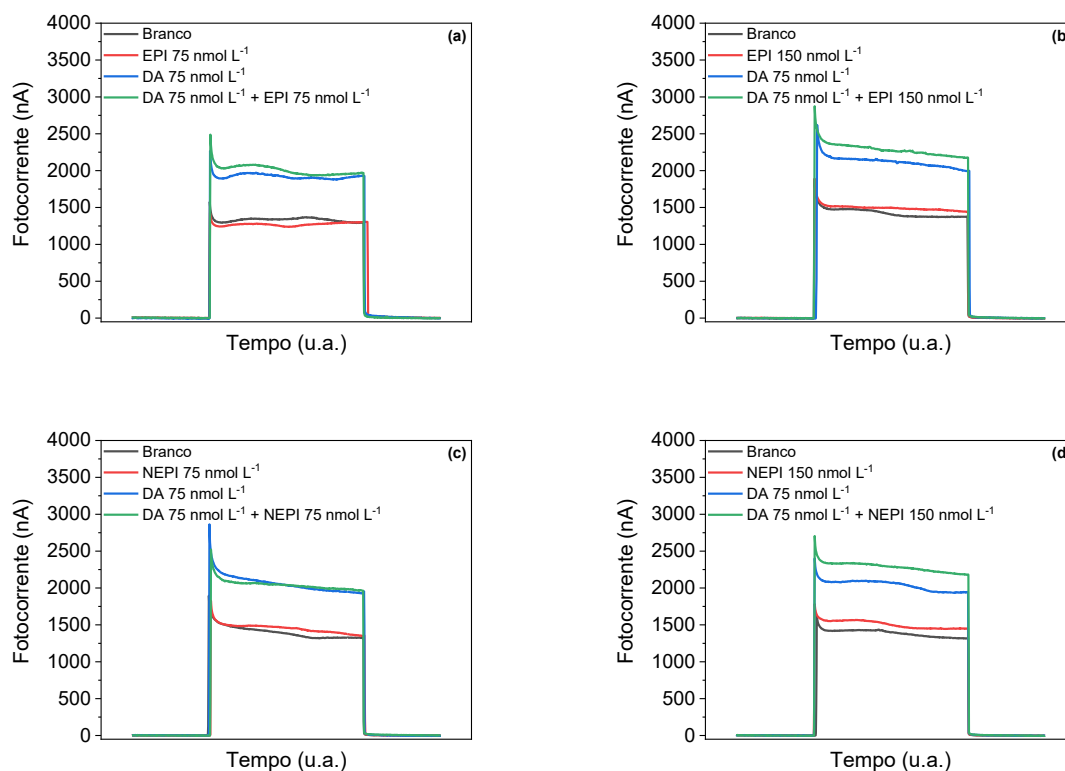 4000
3500
3000
2500
2000
1500
1000
500
0
Fotocorrente (nA)
Tempo (u.a.)
Branco
EPI 75 nmol L⁻¹
DA 75 nmol L⁻¹
DA 75 nmol L⁻¹ + EPI 75 nmol L⁻¹
(a)
4000
3500
3000
2500
2000
1500
1000
500
0
Fotocorrente (nA)
Tempo (u.a.)
Branco
EPI 150 nmol L⁻¹
DA 75 nmol L⁻¹
DA 75 nmol L⁻¹ + EPI 150 nmol L⁻¹
(b
4000
3500
3000
2500
2000
1500
1000
500
0
Fotocorrente (nA)
Tempo (u.a.)
Branco
NEPI 75 nmol L⁻¹
DA 75 nmol L⁻¹
DA 75 nmol L⁻¹ + NEPI 75 nmol L⁻¹
(c)
4000
3500
3000
2500
2000
1500
1000
500
0
Fotocorrente (nA)
Tempo (u.a.)
Branco
NEPI 150 nmol L⁻¹
DA 75 nmol L⁻¹
DA 75 nmol L⁻¹ + NEPI 150 nmol L⁻¹
(d